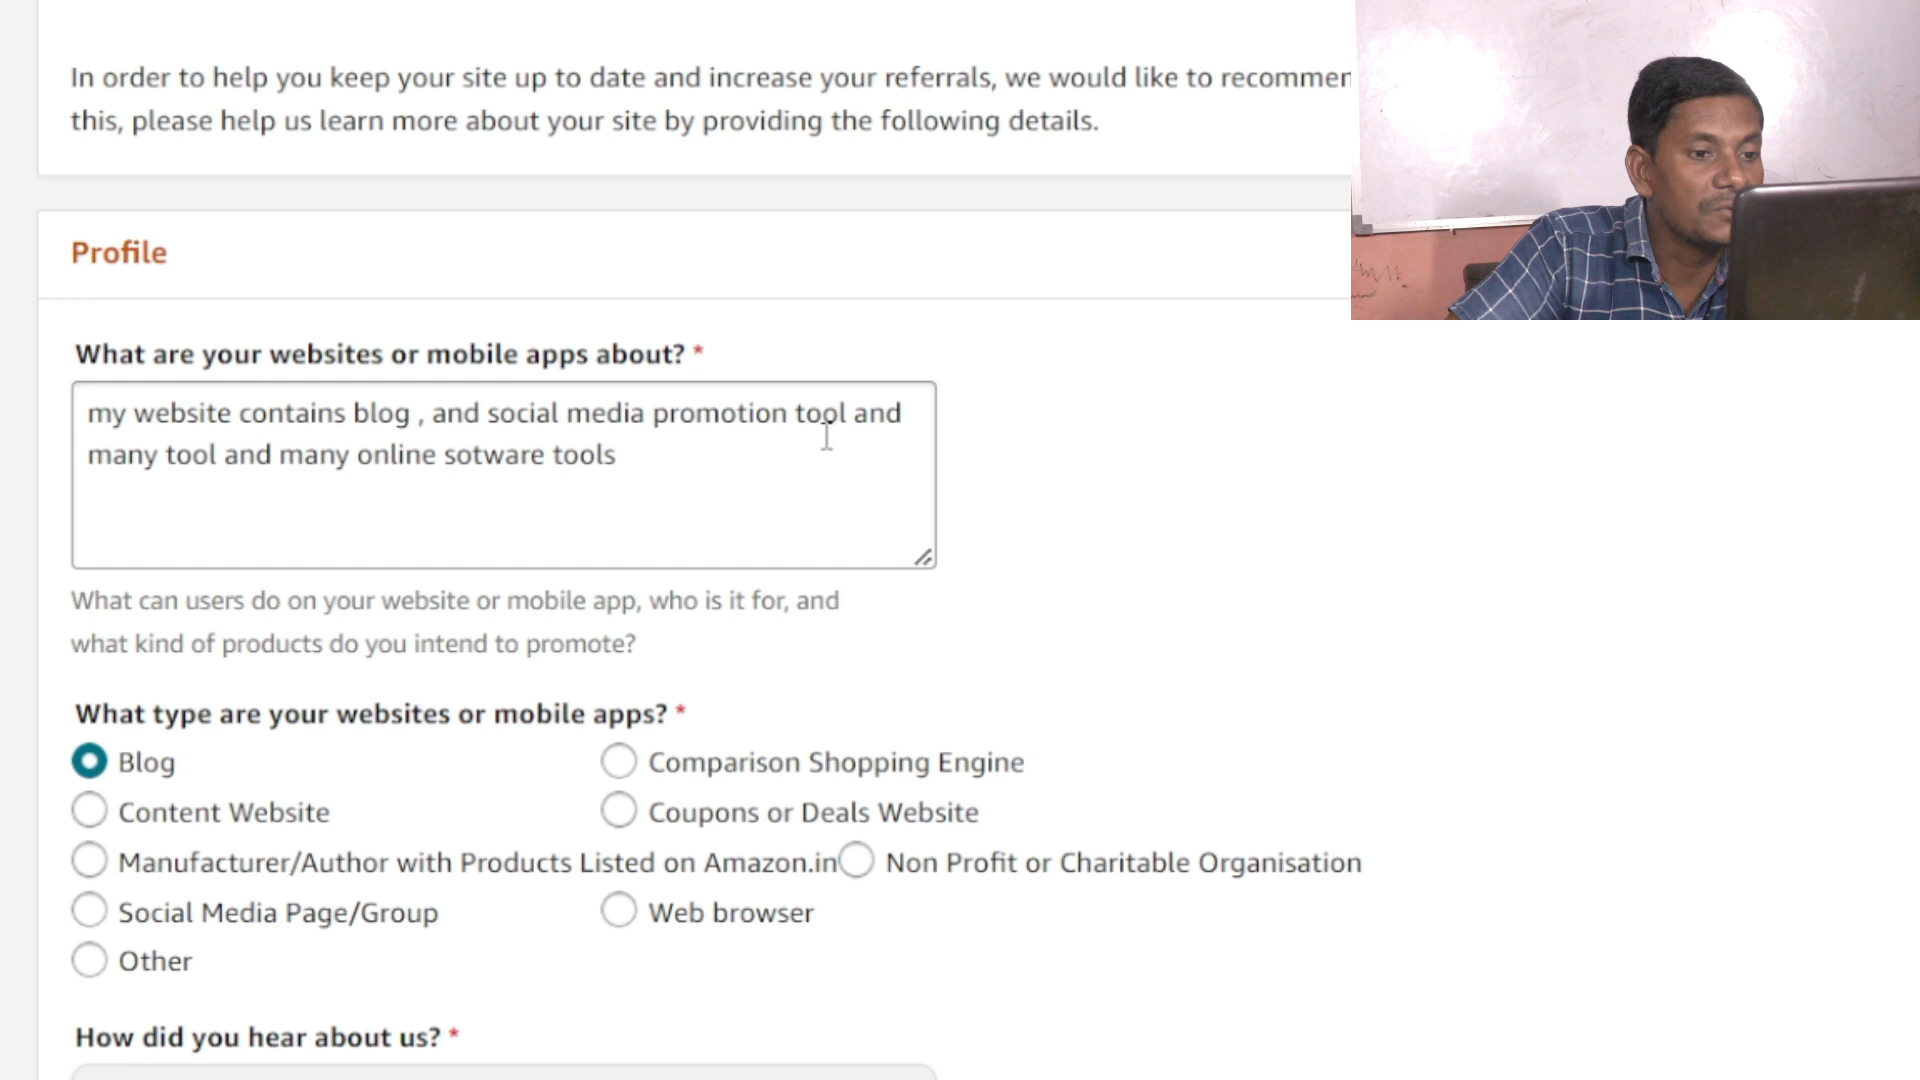 In order to help you keep your site up to date and increase your referrals, we would like to
this, please help us learn more about your site by providing the following details.
Profile
What are your websites or mobile apps about? *
my website contains blog , and social media promotion tool and
many tool and many online sotware tools
What can users do on your website or mobile app, who is it for, and
what kind of products do you intend to promote?
What type are your websites or mobile apps? *
Blog
Comparison Shopping Engine
Content Website
Coupons or Deals Website
Manufacturer/Author with Products Listed on Amazon.in
Non Profit or Charitable Organisation
Social Media Page/Group
Web browser
Other
How did you hear about us? *